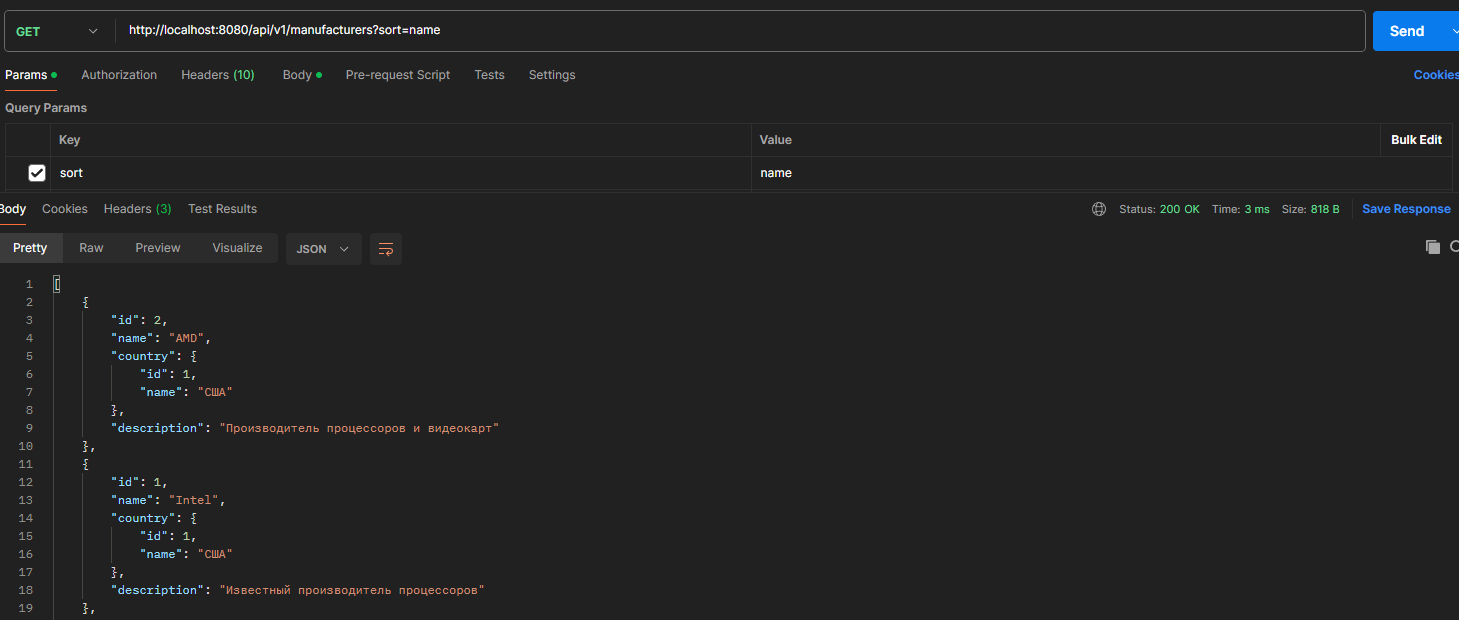 GET http://localhost:8080/api/v1/manufacturers?sort=name Send
Params Authorization Headers (10) Body Pre-request Script Tests Settings Cookies
Query Params
Key Value Bulk Edit
sort name
Body Cookies Headers (3) Test Results Status: 200 OK Time: 3 ms Size: 818 B Save Response
Pretty Raw Preview Visualize JSON
1 [
2 {
3 "id": 2,
4 "name": "AMD",
5 "country": {
6 "id": 1,
7 "name": "США"
8 },
9 "description": "Производитель процессоров и видеокарт"
10 },
11 {
12 "id": 1,
13 "name": "Intel",
14 "country": {
15 "id": 1,
16 "name": "США"
17 },
18 "description": "Известный производитель процессоров"
19 },